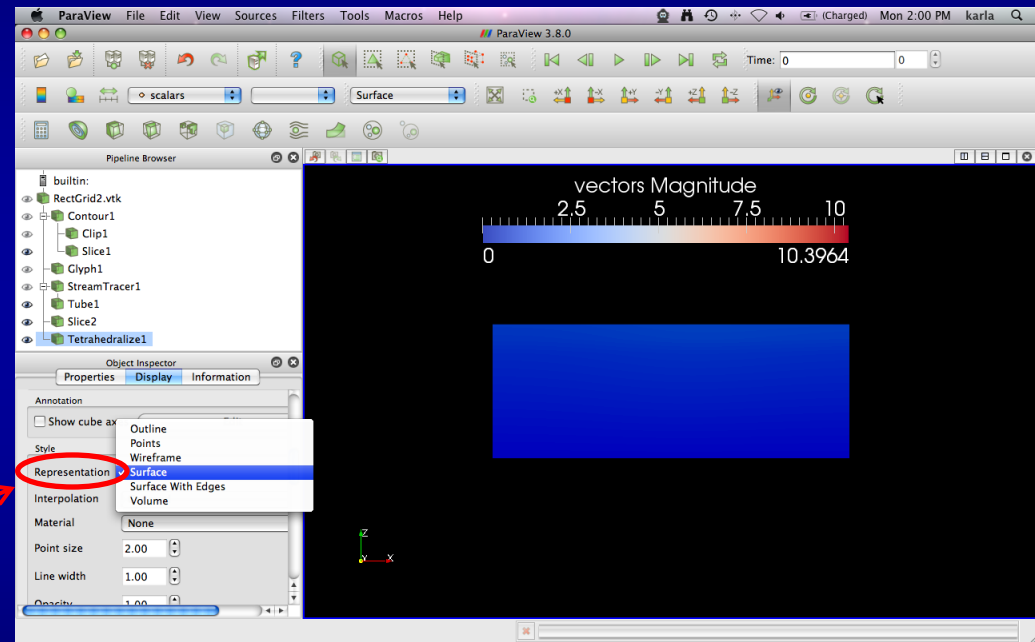 ParaView File Edit View Sources Filters Tools Macros Help (Charged) Mon 2:00 PM karla
ParaView 3.8.0
Time: 0 0
scalars Surface
+X -X +Y -Y +Z -Z
Pipeline Browser
builtin:
RectGrid2.vtk
Contour1
Clip1
Slice1
Glyph1
StreamTracer1
Tube1
Slice2
Tetrahedralize1
Object Inspector
Properties Display Information
Annotation
Show cube ax
Style
Representation
Outline
Points
Wireframe
✓ Surface
Surface With Edges
Volume
Interpolation
Material None
Point size 2.00
Line width 1.00
Opacity 1.00
vectors Magnitude
2.5 5 7.5 10
0 10.3964
Z
Y X